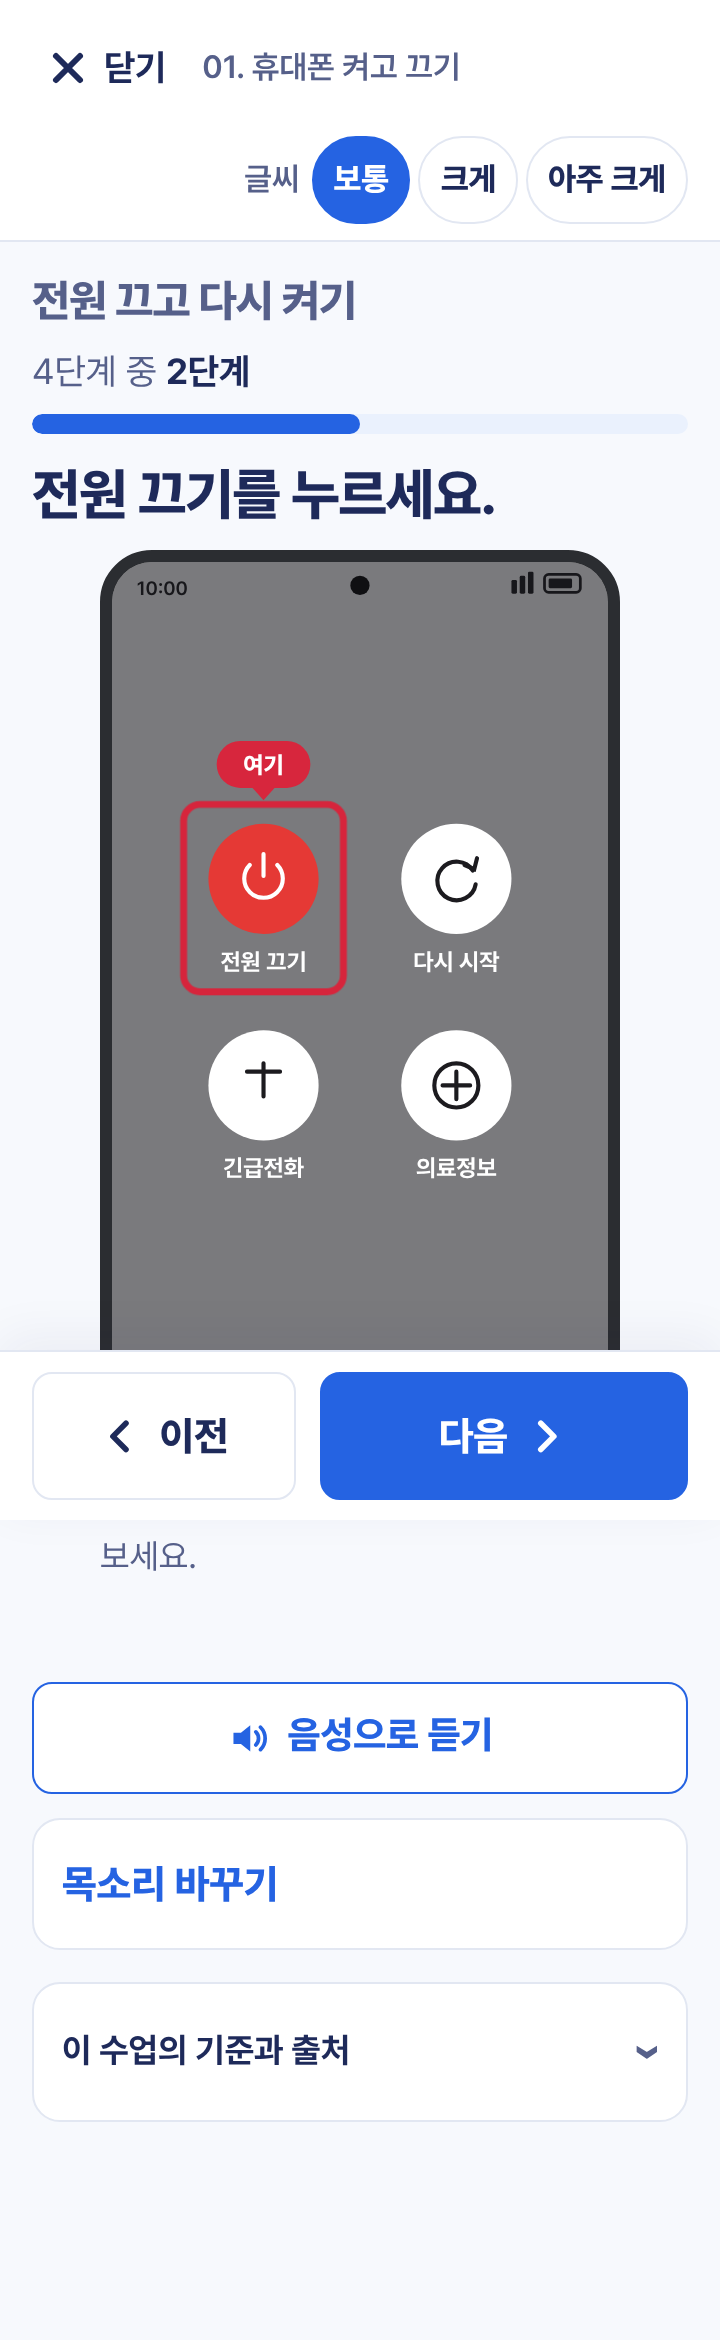 닫기 01. 휴대폰 켜고 끄기
글씨 보통 크게 아주 크게
전원 끄고 다시 켜기
4단계 중 2단계
전원 끄기를 누르세요.
10:00
여기
전원 끄기 다시 시작
긴급전화 의료정보
이전 다음
보세요.
음성으로 듣기
목소리 바꾸기
이 수업의 기준과 출처